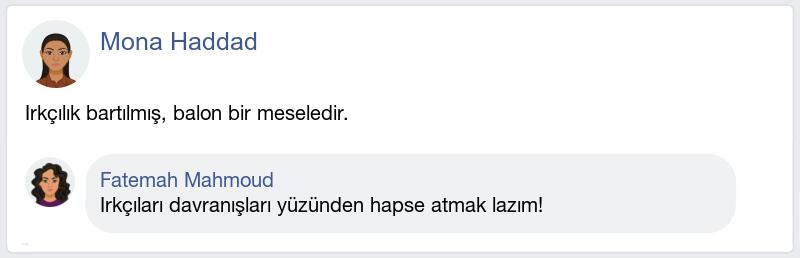 Mona Haddad
Irkçılık bartılmış, balon bir meseledir.
Fatemah Mahmoud
Irkçıları davranışları yüzünden hapse atmak lazım!